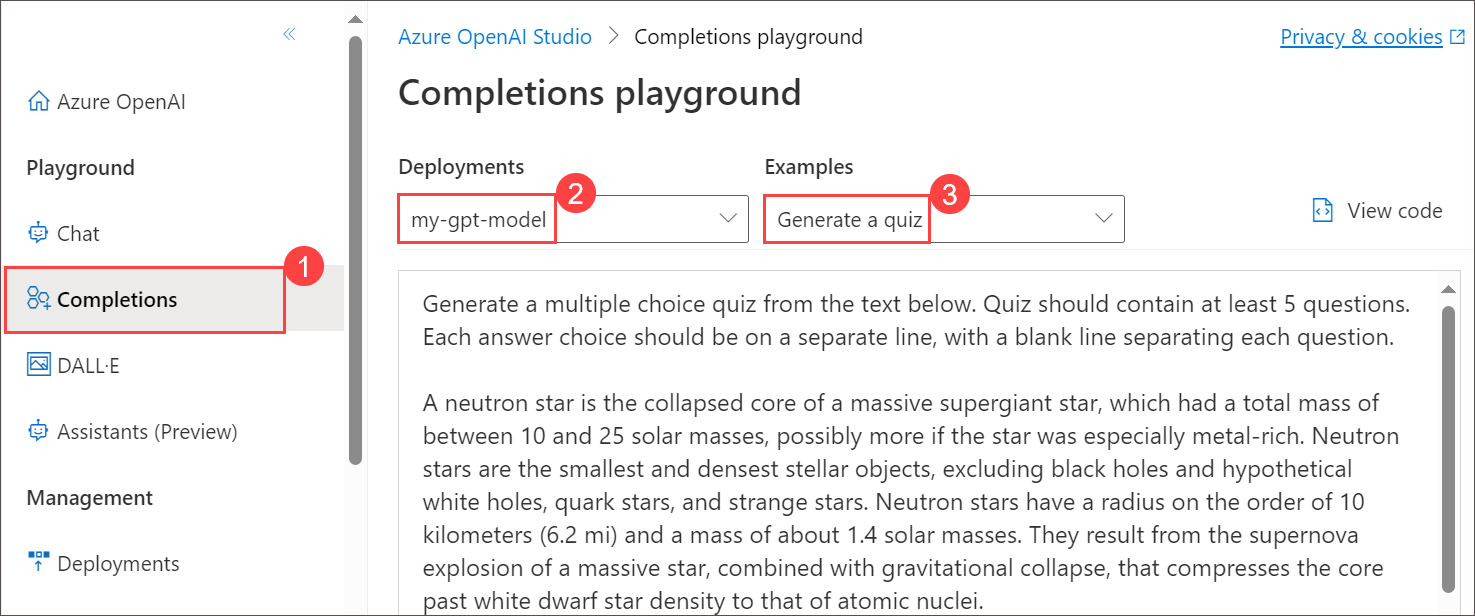 Azure OpenAI
Playground
Chat
1
Completions
DALL·E
Assistants (Preview)
Management
Deployments
Azure OpenAI Studio > Completions playground
Privacy & cookies
Completions playground
Deployments
Examples
2
3
my-gpt-model
Generate a quiz
View code
Generate a multiple choice quiz from the text below. Quiz should contain at least 5 questions.
Each answer choice should be on a separate line, with a blank line separating each question.
A neutron star is the collapsed core of a massive supergiant star, which had a total mass of
between 10 and 25 solar masses, possibly more if the star was especially metal-rich. Neutron
stars are the smallest and densest stellar objects, excluding black holes and hypothetical
white holes, quark stars, and strange stars. Neutron stars have a radius on the order of 10
kilometers (6.2 mi) and a mass of about 1.4 solar masses. They result from the supernova
explosion of a massive star, combined with gravitational collapse, that compresses the core
past white dwarf star density to that of atomic nuclei.